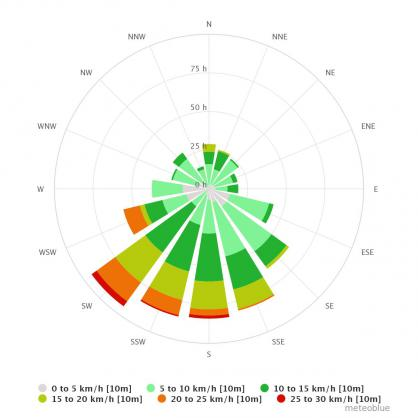 N
NNW NNE
NW NE
75 h
50 h
WNW ENE
25 h
W 0 h E
WSW ESE
SW SE
SSW SSE
S
0 to 5 km/h [10m] 5 to 10 km/h [10m] 10 to 15 km/h [10m]
15 to 20 km/h [10m] 20 to 25 km/h [10m] 25 to 30 km/h [10m]
meteoblue